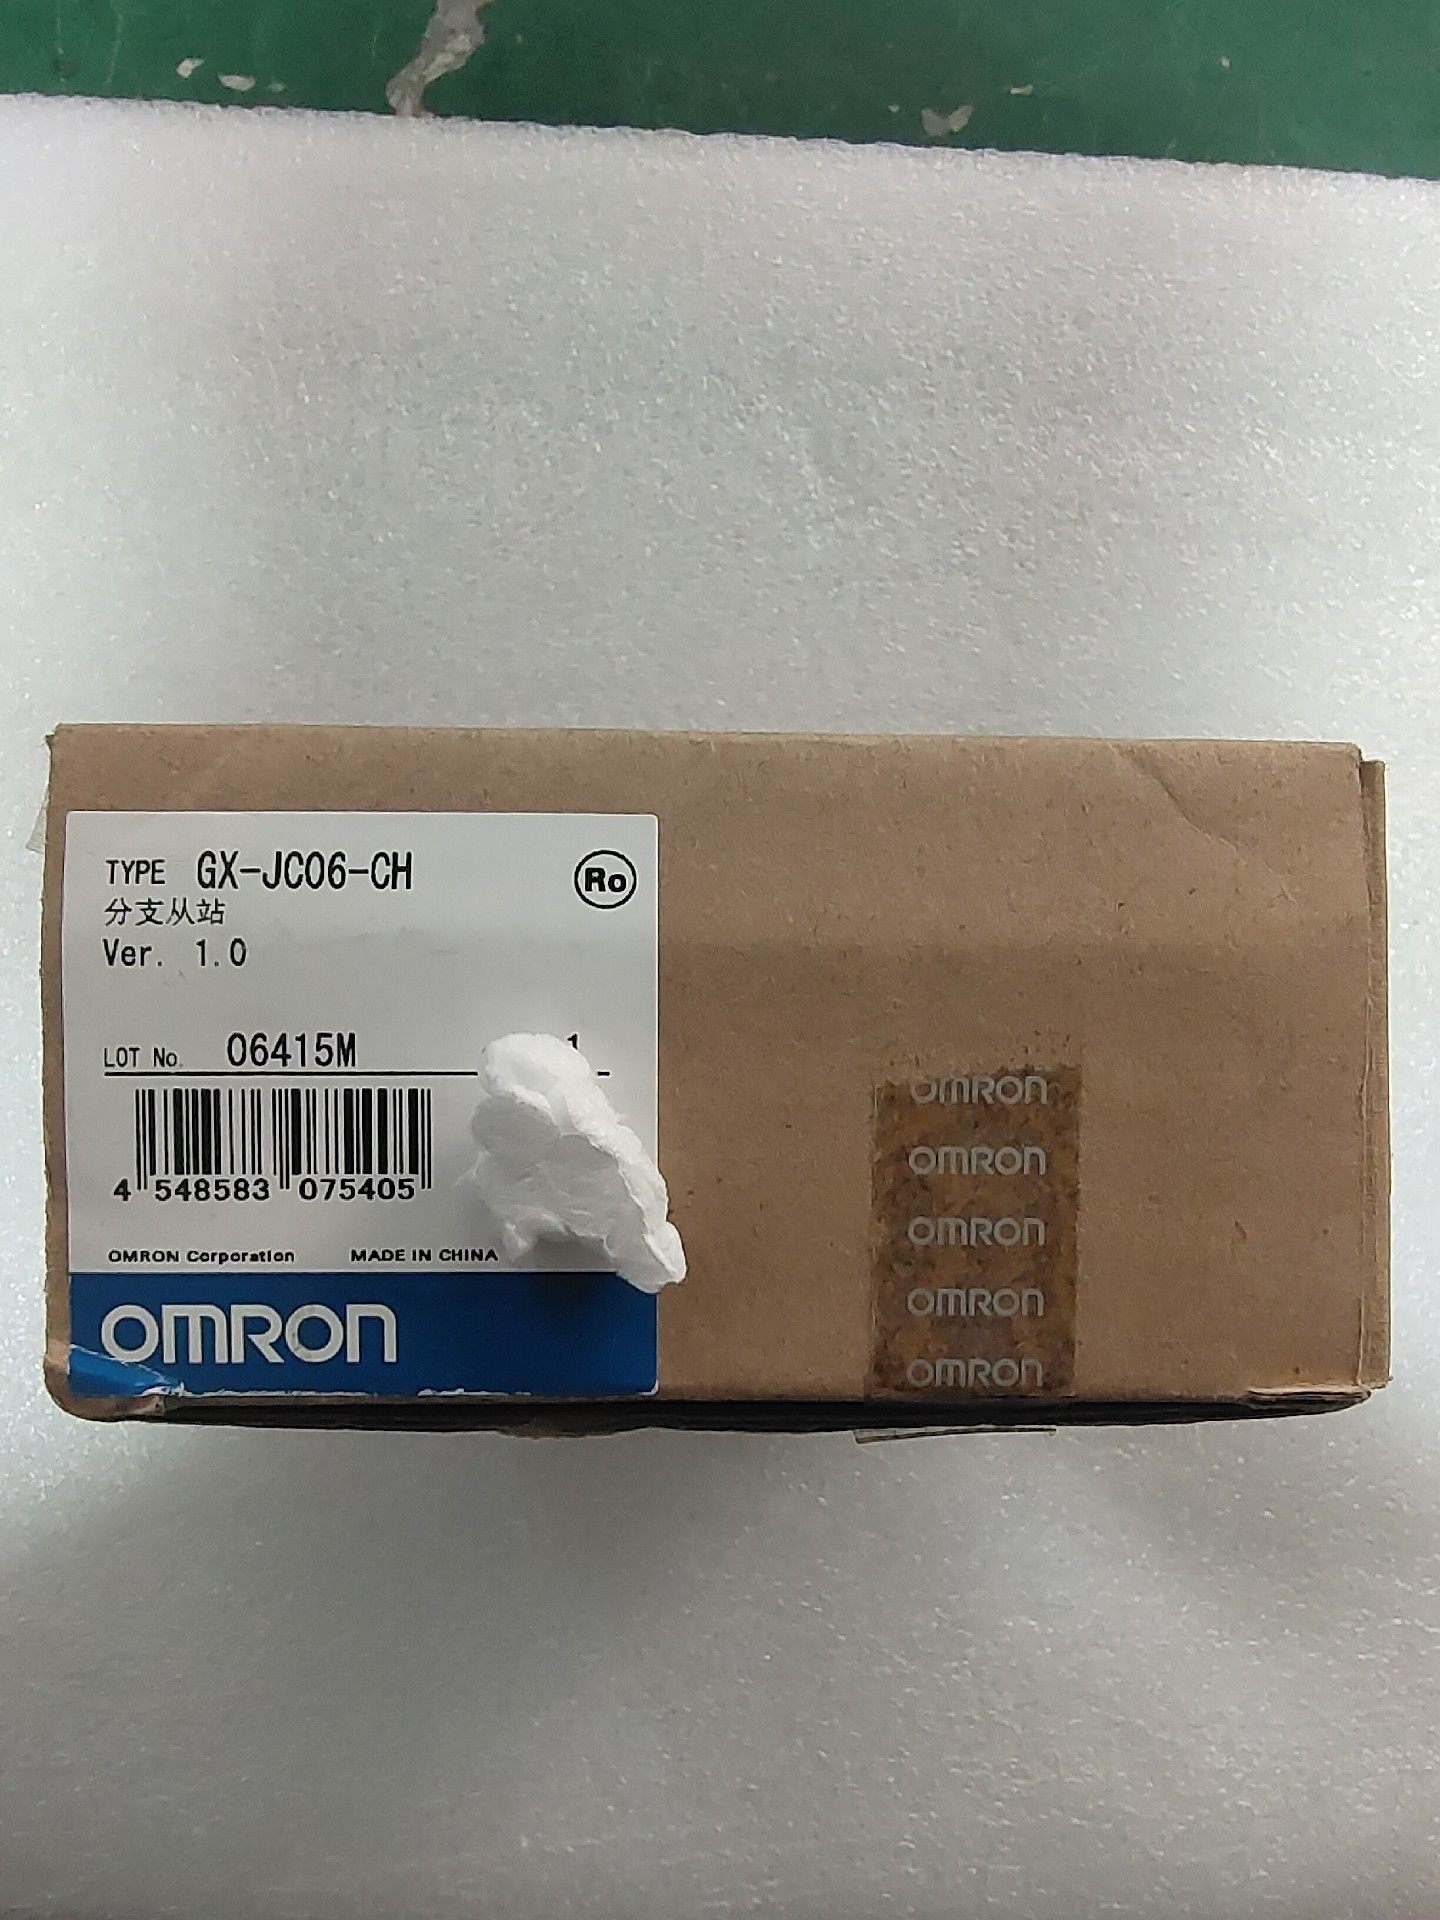 TYPE GX-JC06-CH
Ro
分支从站
Ver. 1.0
LOT No. 06415M 1
4 548583 075405
OMRON Corporation MADE IN CHINA
OMRON
OMRON
OMRON
OMRON
OMRON
OMRON